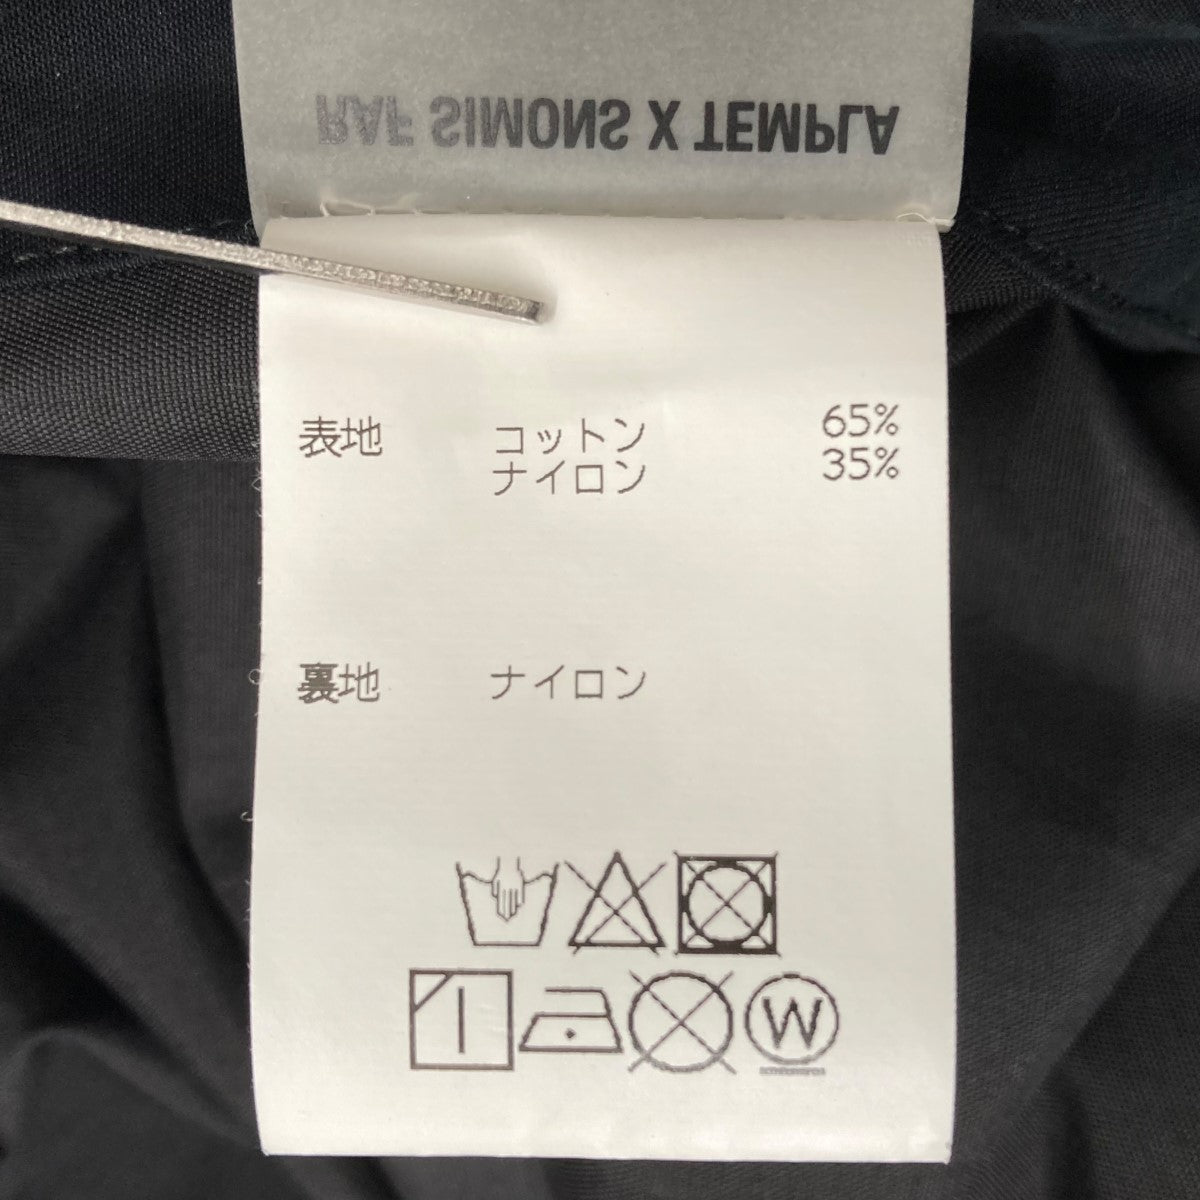 RAF SIMONS X TEMPLA
表地 コットン 65%
ナイロン 35%
裏地 ナイロン
W